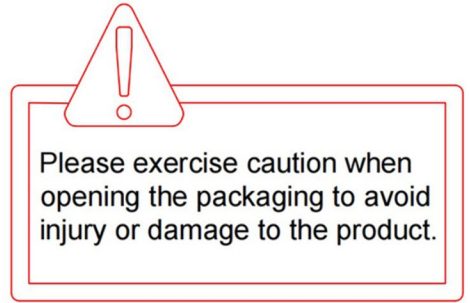 Please exercise caution when
opening the packaging to avoid
injury or damage to the product.